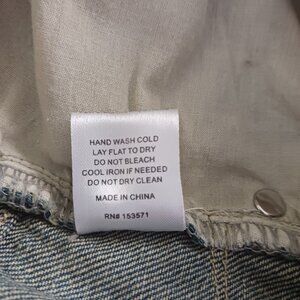 HAND WASH COLD
LAY FLAT TO DRY
DO NOT BLEACH
COOL IRON IF NEEDED
DO NOT DRY CLEAN
MADE IN CHINA
RN# 153571